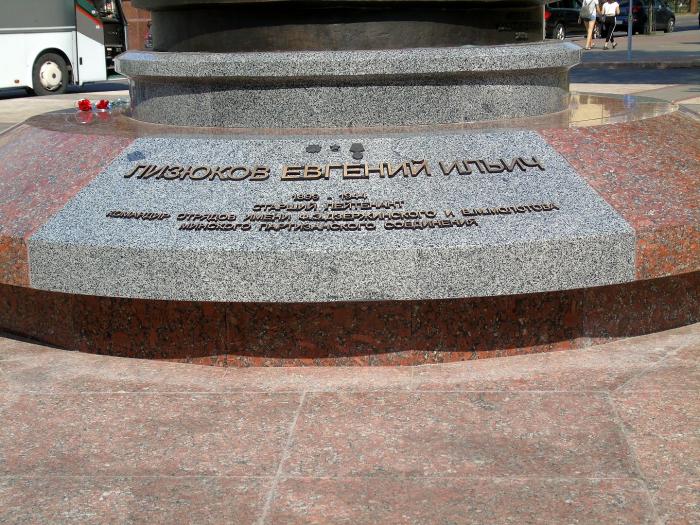 ЛИЗЮКОВ ЕВГЕНИЙ ИЛЬИЧ
1899 - 1944
СТАРШИЙ ЛЕЙТЕНАНТ
КОМАНДИР ОТРЯДОВ ИМЕНИ Ф.Э.ДЗЕРЖИНСКОГО И В.М.МОЛОТОВА
МИНСКОГО ПАРТИЗАНСКОГО СОЕДИНЕНИЯ